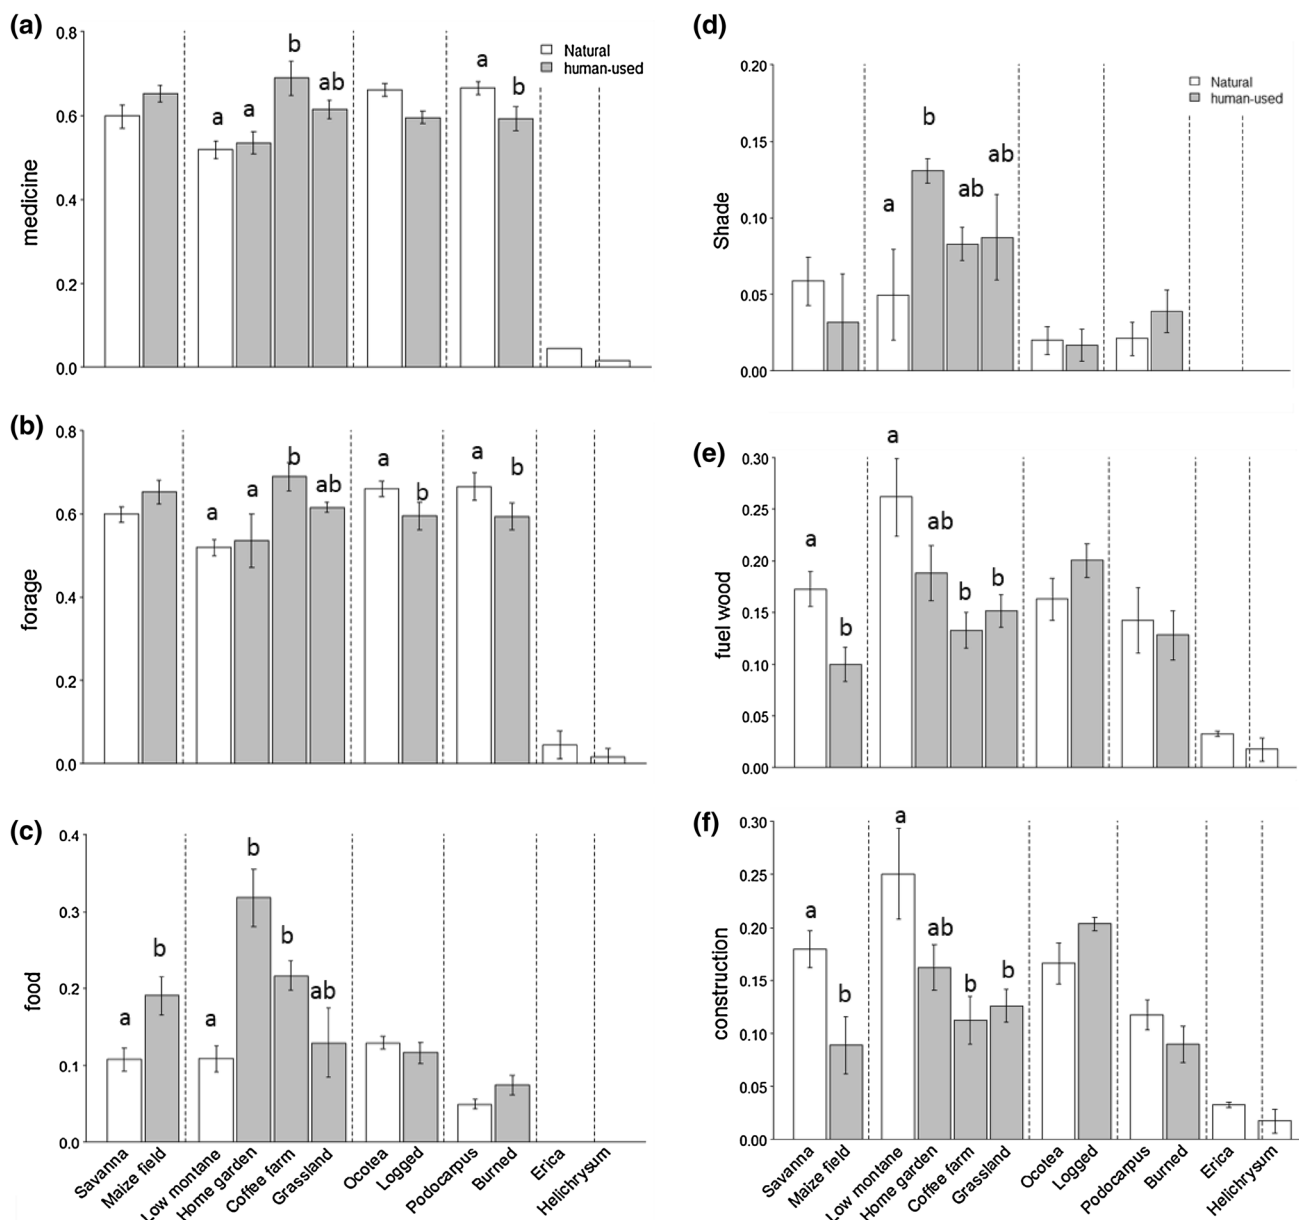 (a)
0.8
0.6
0.4
0.2
0.0
medicine
a
a
b
ab
a
b
Natural
human-used
(b)
0.8
0.6
0.4
0.2
0.0
forage
a
a
b
ab
a
b
a
b
(c)
0.4
0.3
0.2
0.1
0.0
food
a
b
a
b
b
ab
Savanna
Maize field
Low montane
Home garden
Coffee farm
Grassland
Ocotea
Logged
Podocarpus
Burned
Erica
Helichrysum
(d)
0.20
0.15
0.10
0.05
0.00
Shade
a
b
ab
ab
Natural
human-used
(e)
0.30
0.25
0.20
0.15
0.10
0.05
0.00
fuel wood
a
b
a
ab
b
b
(f)
0.30
0.25
0.20
0.15
0.10
0.05
0.00
construction
a
b
a
ab
b
b
Savanna
Maize field
Low montane
Home garden
Coffee farm
Grassland
Ocotea
Logged
Podocarpus
Burned
Erica
Helichrysum